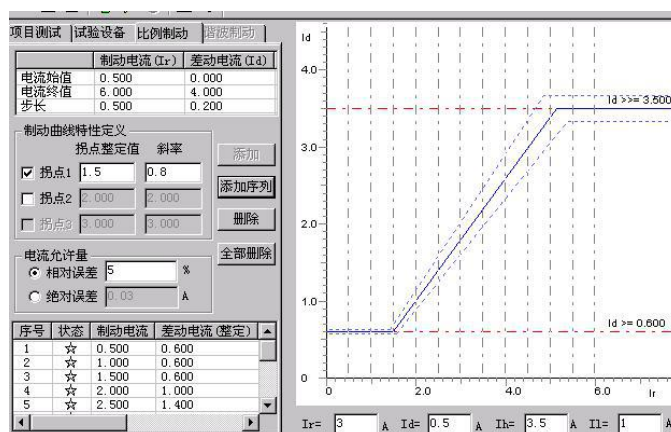 项目测试 试验设备 比例制动 谐波制动
制动电流(Ir) 差动电流(Id)
电流始值 0.500 0.000
电流终值 6.000 4.000
步长 0.500 0.200
制动曲线特性定义
拐点整定值 斜率
拐点1 1.5 0.8
拐点2 2.000 2.000
拐点3 3.000 3.000
添加
添加序列
删除
全部删除
电流允许量
相对误差 5 %
绝对误差 0.03 A
序号 状态 制动电流 差动电流(整定)
1 ☆ 0.500 0.600
2 ☆ 1.000 0.600
3 ☆ 1.500 0.600
4 ☆ 2.000 1.000
5 ☆ 2.500 1.400
Id
4.0
Id >>= 3.500
3.0
2.0
1.0
Id >= 0.600
0
0.0 2.0 4.0 6.0
Ir
Ir= 3 A Id= 0.5 A Ih= 3.5 A Il= 1 A